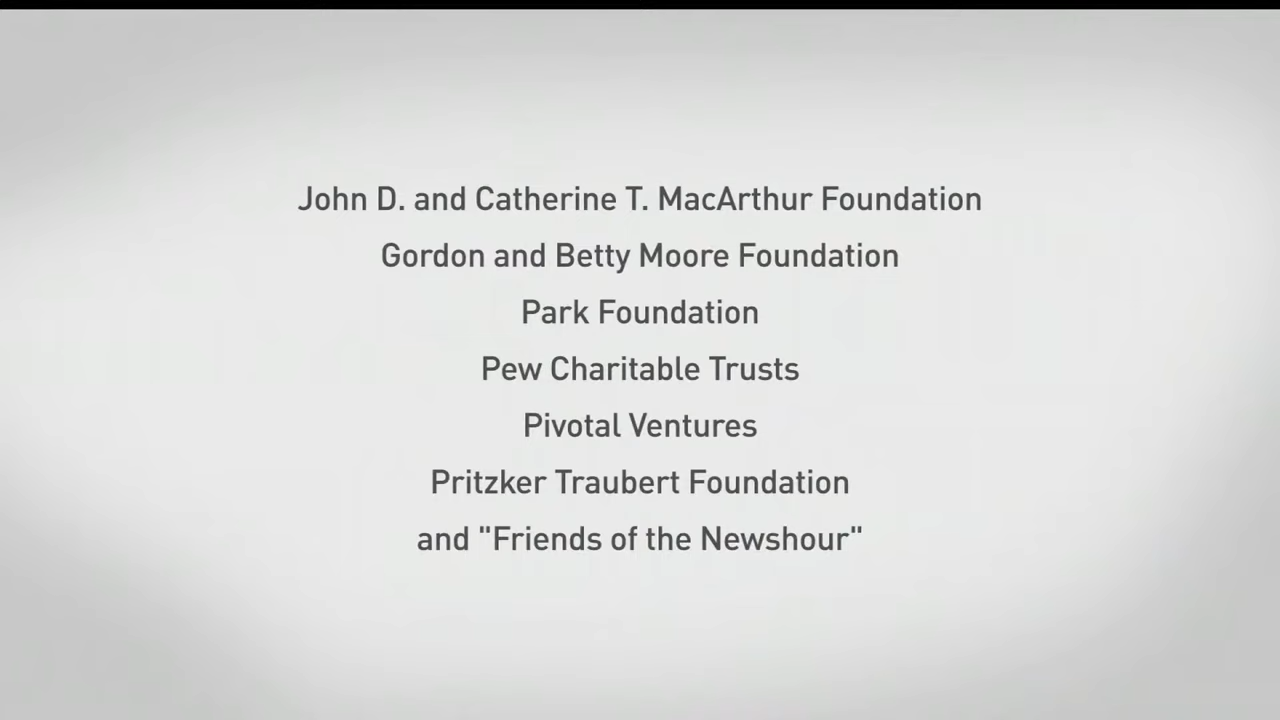 John D. and Catherine T. MacArthur Foundation
Gordon and Betty Moore Foundation
Park Foundation
Pew Charitable Trusts
Pivotal Ventures
Pritzker Traubert Foundation
and "Friends of the Newshour"